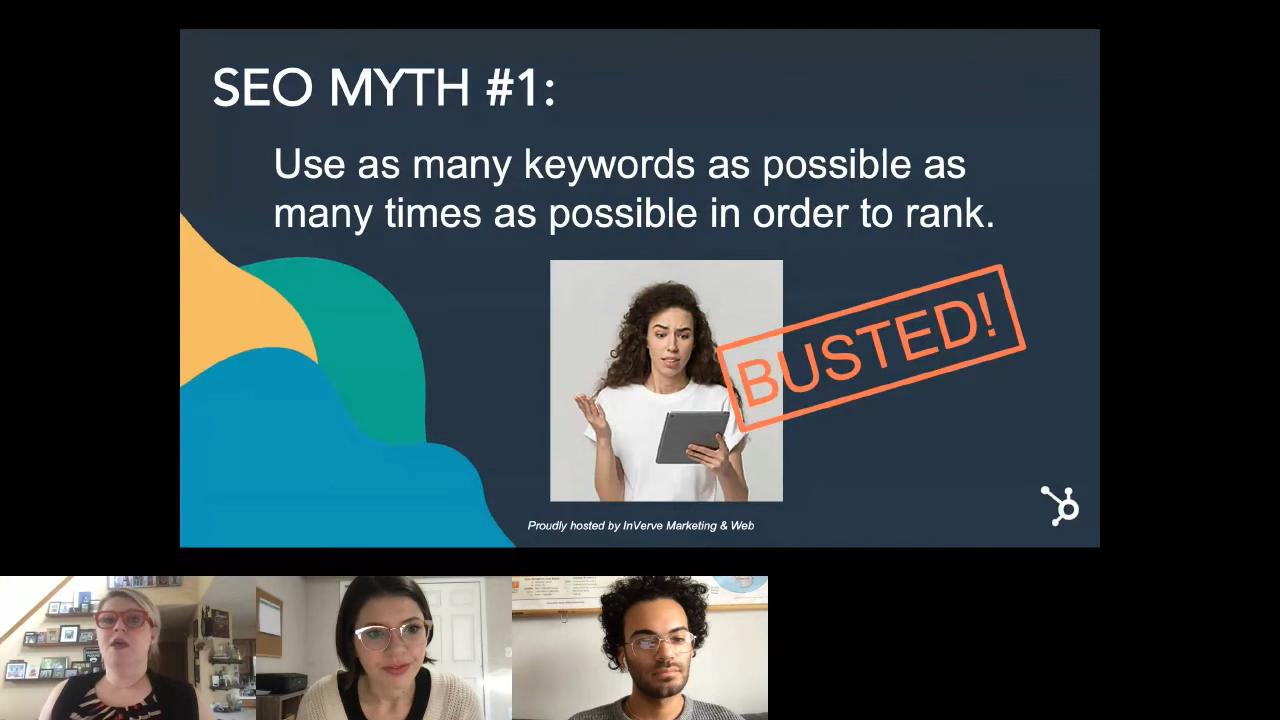 SEO MYTH #1:
Use as many keywords as possible as
many times as possible in order to rank.
BUSTED!
Proudly hosted by InVerve Marketing & Web
FAMILY